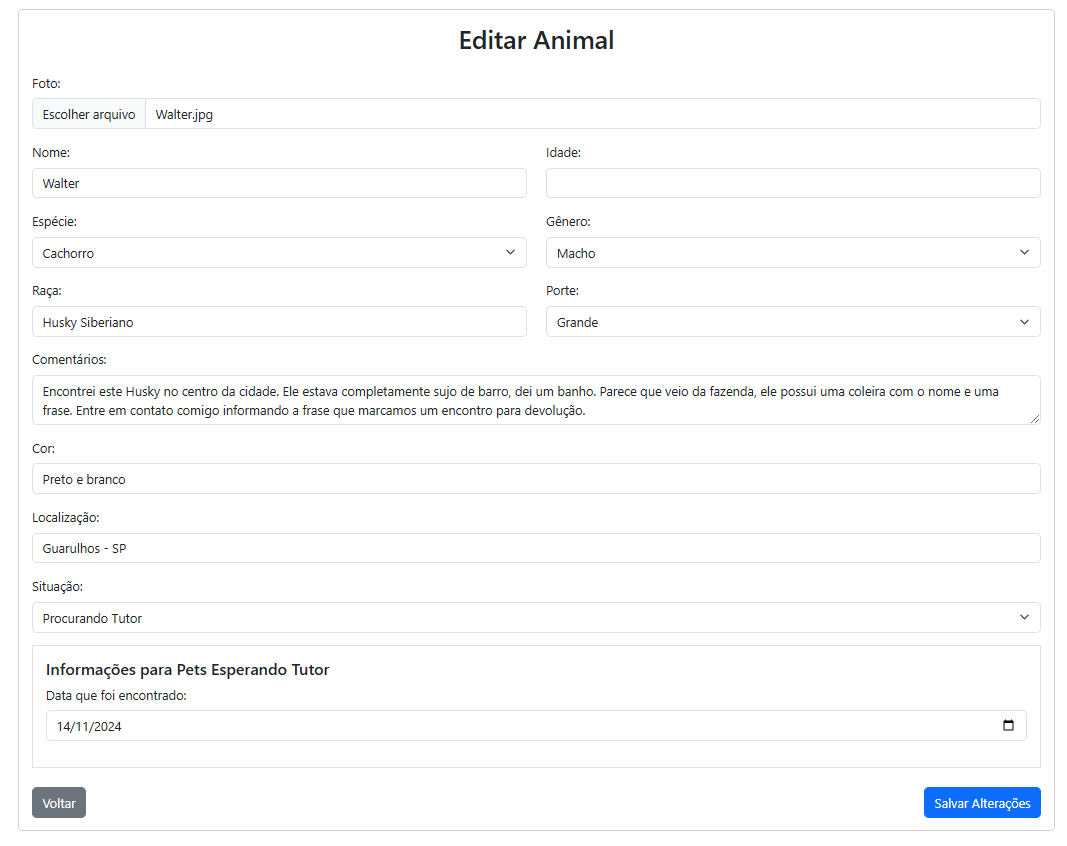 Editar Animal
Foto:
Escolher arquivo Walter.jpg
Nome: Idade:
Walter
Espécie: Gênero:
Cachorro Macho
Raça: Porte:
Husky Siberiano Grande
Comentários:
Encontrei este Husky no centro da cidade. Ele estava completamente sujo de barro, dei um banho. Parece que veio da fazenda, ele possui uma coleira com o nome e uma
frase. Entre em contato comigo informando a frase que marcamos um encontro para devolução.
Cor:
Preto e branco
Localização:
Guarulhos - SP
Situação:
Procurando Tutor
Informações para Pets Esperando Tutor
Data que foi encontrado:
14/11/2024
Voltar Salvar Alterações